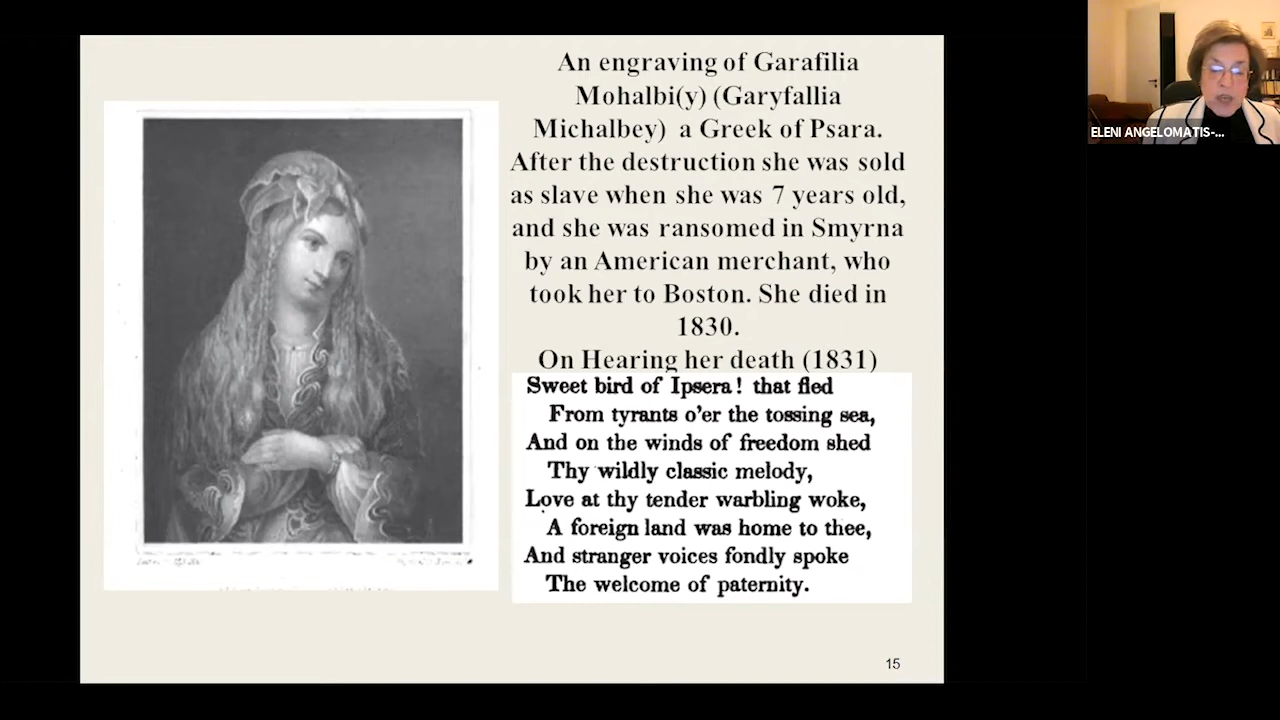 An engraving of Garafilia
Mohalbi(y) (Garyfallia
Michalbey) a Greek of Psara.
After the destruction she was sold
as slave when she was 7 years old,
and she was ransomed in Smyrna
by an American merchant, who
took her to Boston. She died in
1830.
On Hearing her death (1831)
Sweet bird of Ipsera! that fled
From tyrants o'er the tossing sea,
And on the winds of freedom shed
Thy wildly classic melody,
Love at thy tender warbling woke,
A foreign land was home to thee,
And stranger voices fondly spoke
The welcome of paternity.
15
ELENI ANGELOMATIS-...